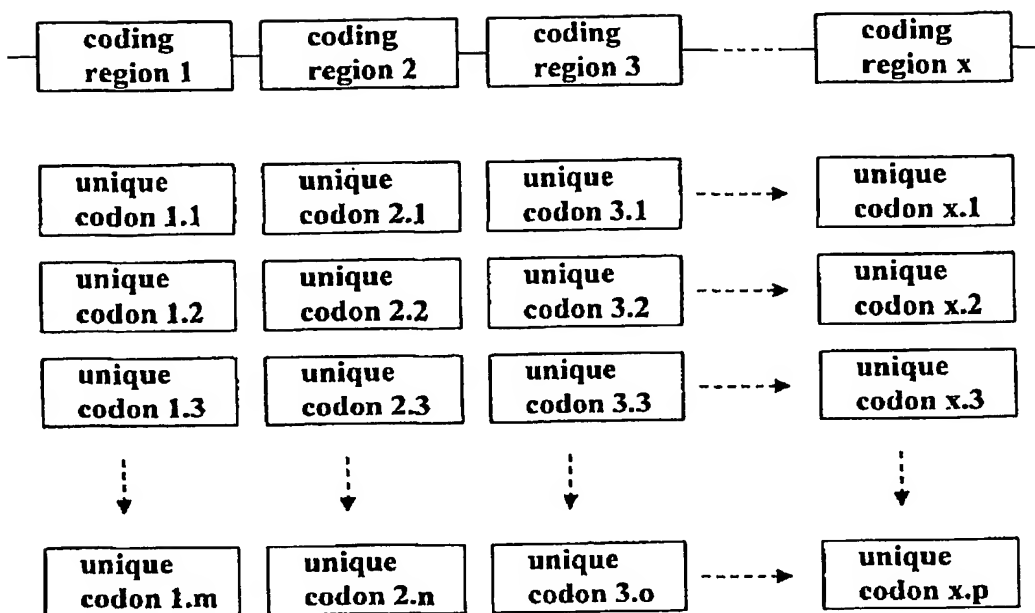 coding
region 1
coding
region 2
coding
region 3
coding
region x
unique
codon 1.1
unique
codon 2.1
unique
codon 3.1
unique
codon x.1
unique
codon 1.2
unique
codon 2.2
unique
codon 3.2
unique
codon x.2
unique
codon 1.3
unique
codon 2.3
unique
codon 3.3
unique
codon x.3
unique
codon 1.m
unique
codon 2.n
unique
codon 3.o
unique
codon x.p